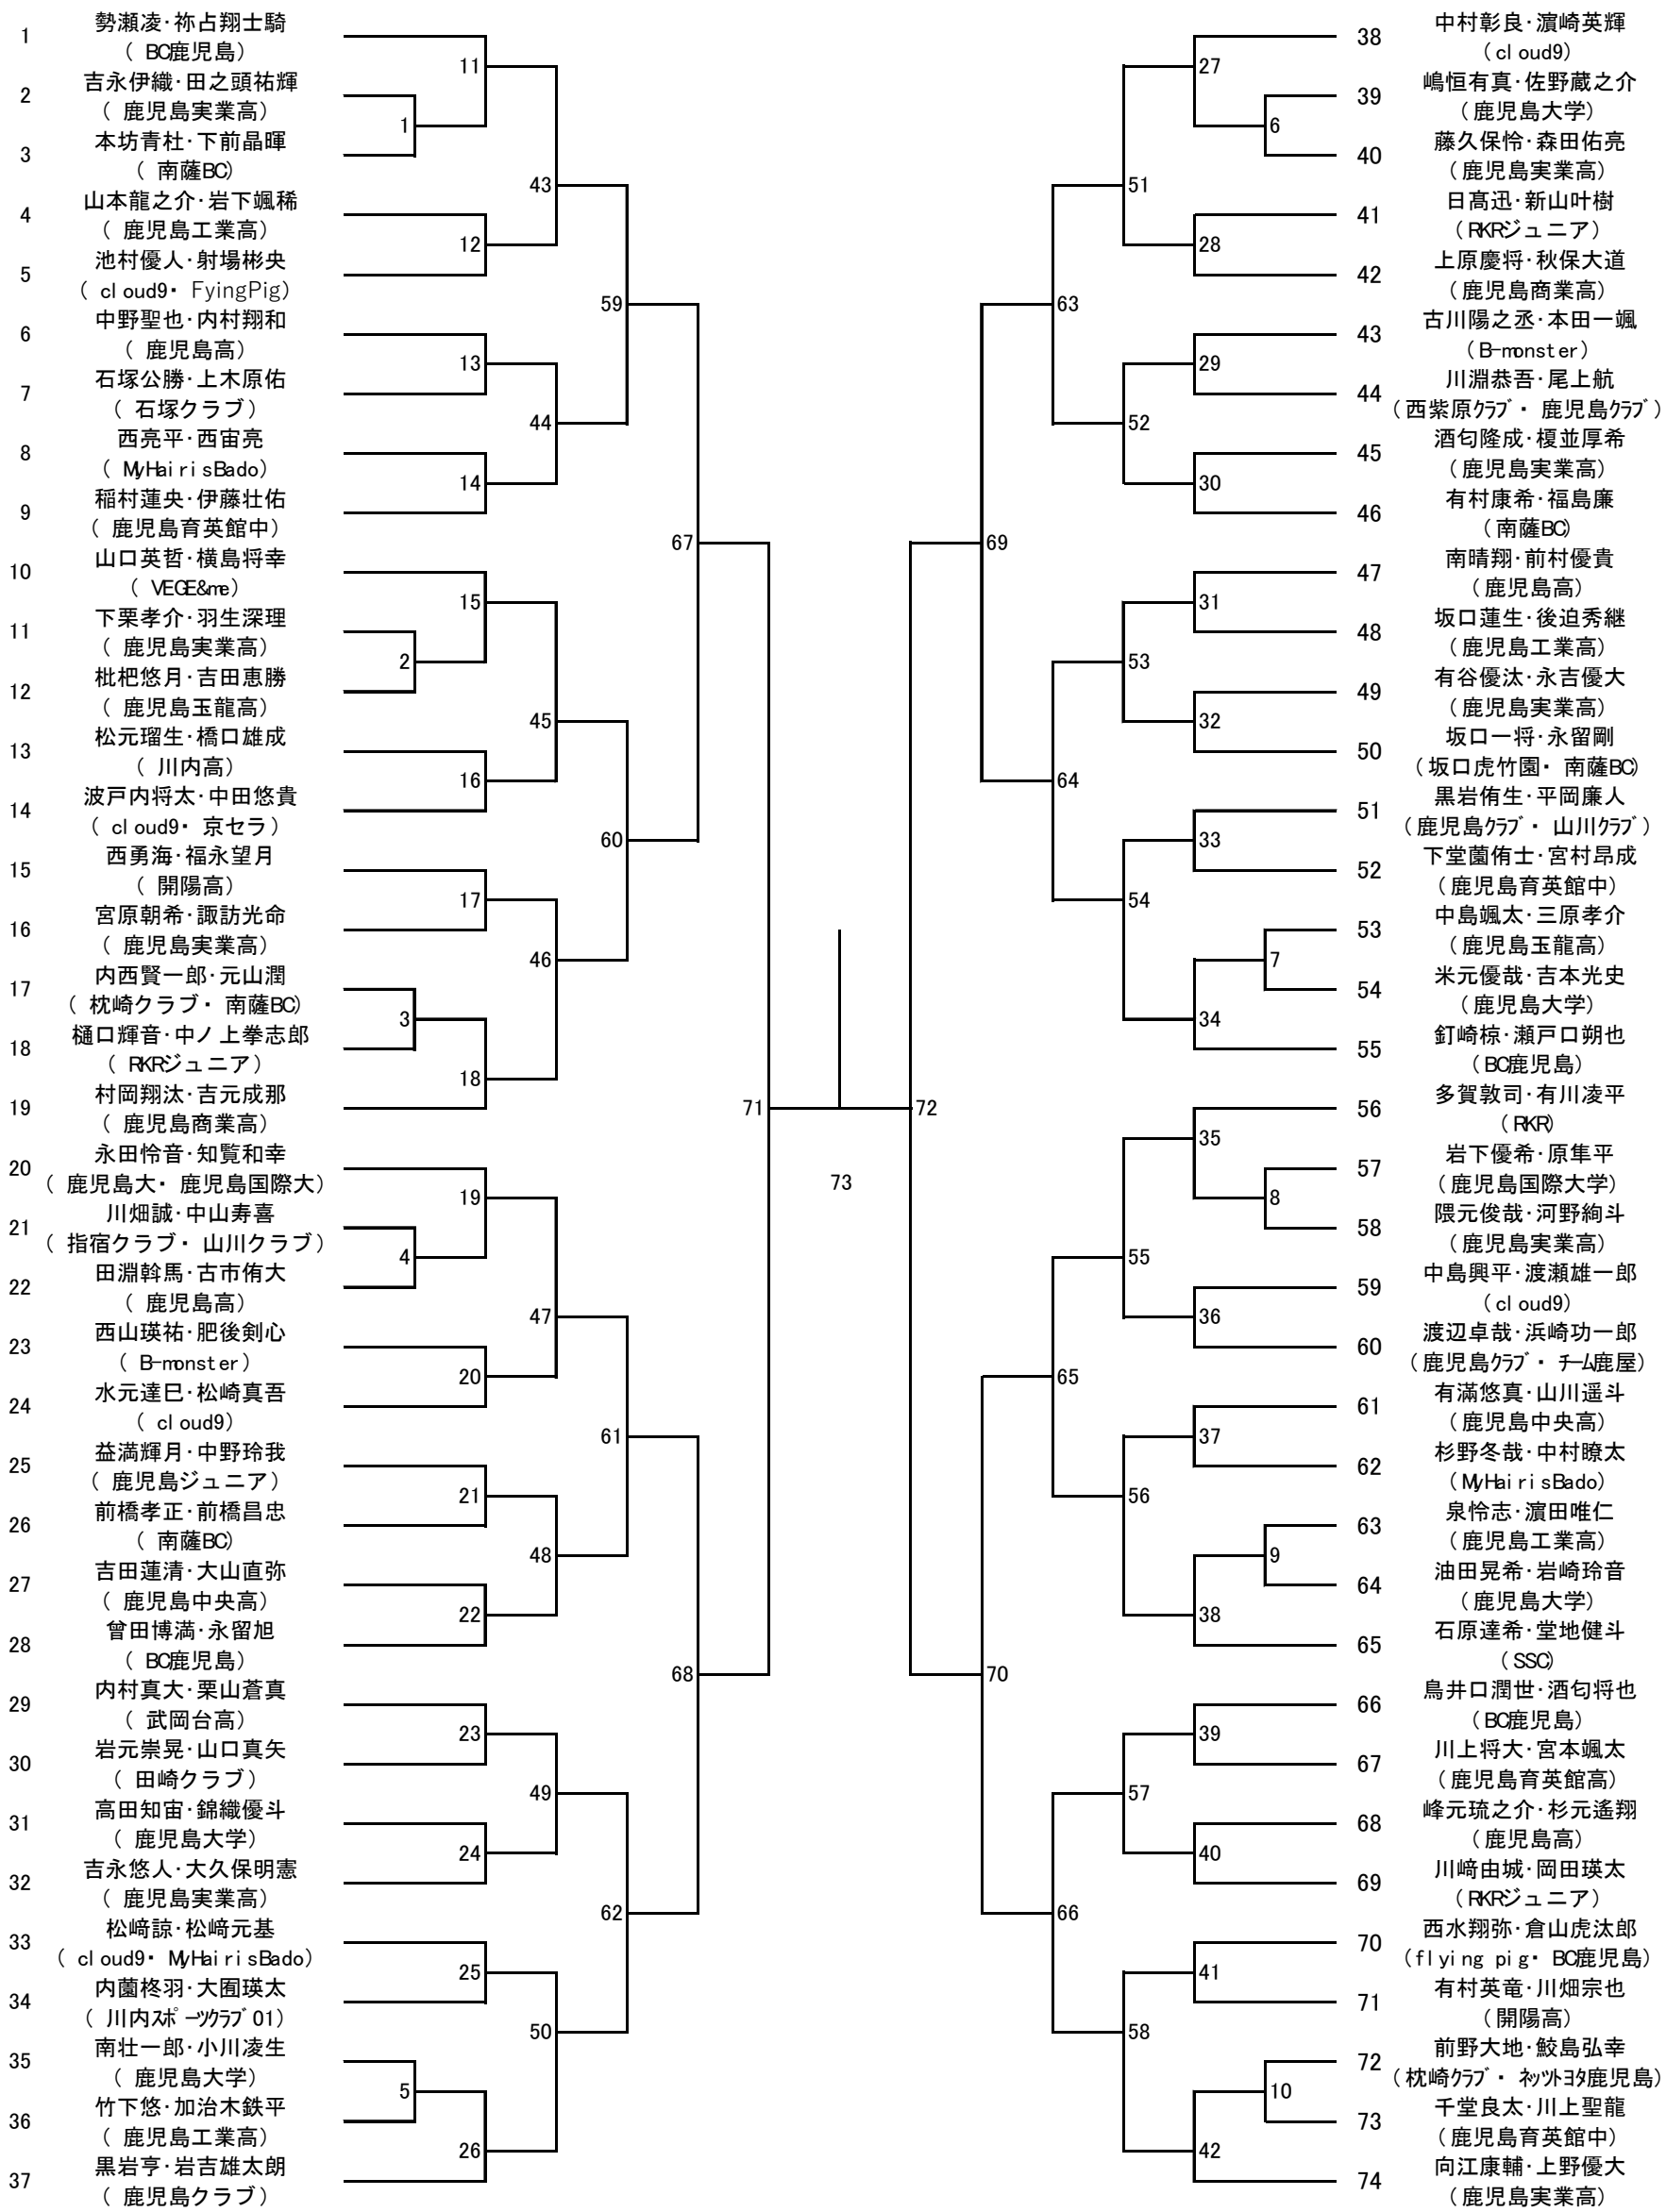 1 勢瀬凌・祢占翔士騎
( BC鹿児島)
2 吉永伊織・田之頭祐輝
( 鹿児島実業高)
3 本坊青杜・下前晶暉
( 南薩BC)
4 山本龍之介・岩下颯稀
( 鹿児島工業高)
5 池村優人・射場彬央
( cloud9・ FyingPig)
6 中野聖也・内村翔和
( 鹿児島高)
7 石塚公勝・上木原佑
( 石塚クラブ)
8 西亮平・西宙亮
( MyHairisBado)
9 稲村蓮央・伊藤壮佑
( 鹿児島育英館中)
10 山口英哲・横島将幸
( VEGE&me)
11 下栗孝介・羽生深理
( 鹿児島実業高)
12 枇杷悠月・吉田恵勝
( 鹿児島玉龍高)
13 松元瑠生・橋口雄成
( 川内高)
14 波戸内将太・中田悠貴
( cloud9・ 京セラ)
15 西勇海・福永望月
( 開陽高)
16 宮原朝希・諏訪光命
( 鹿児島実業高)
17 内西賢一郎・元山潤
( 枕崎クラブ・ 南薩BC)
18 樋口輝音・中ノ上拳志郎
( RKRジュニア)
19 村岡翔汰・吉元成那
( 鹿児島商業高)
20 永田怜音・知覧和幸
( 鹿児島大・ 鹿児島国際大)
21 川畑誠・中山寿喜
( 指宿クラブ・ 山川クラブ)
22 田淵斡馬・古市侑大
( 鹿児島高)
23 西山瑛祐・肥後剣心
( B-monster)
24 水元達巳・松崎真吾
( cloud9)
25 益満輝月・中野玲我
( 鹿児島ジュニア)
26 前橋孝正・前橋昌忠
( 南薩BC)
27 吉田蓮清・大山直弥
( 鹿児島中央高)
28 曾田博満・永留旭
( BC鹿児島)
29 内村真大・栗山蒼真
( 武岡台高)
30 岩元崇晃・山口真矢
( 田崎クラブ)
31 高田知宙・錦織優斗
( 鹿児島大学)
32 吉永悠人・大久保明憲
( 鹿児島実業高)
33 松﨑諒・松﨑元基
( cloud9・ MyHairisBado)
34 内薗柊羽・大囿瑛太
( 川内スポーツクラブ01)
35 南壮一郎・小川凌生
( 鹿児島大学)
36 竹下悠・加治木鉄平
( 鹿児島工業高)
37 黒岩亨・岩吉雄太朗
( 鹿児島クラブ)
1
2
3
4
5
11
12
13
14
15
16
17
18
19
20
21
22
23
24
25
26
43
44
45
46
47
48
49
50
59
60
61
62
67
68
71
73
72
69
70
63
64
65
66
51
52
53
54
55
56
57
58
27
28
29
30
31
32
33
34
35
36
37
38
39
40
41
42
6
7
8
9
10
38 中村彰良・濵崎英輝
(cloud9)
39 嶋恒有真・佐野蔵之介
(鹿児島大学)
40 藤久保怜・森田佑亮
(鹿児島実業高)
41 日髙迅・新山叶樹
(RKRジュニア)
42 上原慶将・秋保大道
(鹿児島商業高)
43 古川陽之丞・本田一颯
(B-monster)
44 川淵恭吾・尾上航
(西紫原クラブ・ 鹿児島クラブ)
45 酒匂隆成・榎並厚希
(鹿児島実業高)
46 有村康希・福島廉
(南薩BC)
47 南晴翔・前村優貴
(鹿児島高)
48 坂口蓮生・後迫秀継
(鹿児島工業高)
49 有谷優汰・永吉優大
(鹿児島実業高)
50 坂口一将・永留剛
(坂口虎竹園・ 南薩BC)
51 黒岩侑生・平岡廉人
(鹿児島クラブ・ 山川クラブ)
52 下堂薗侑士・宮村昂成
(鹿児島育英館中)
53 中島颯太・三原孝介
(鹿児島玉龍高)
54 米元優哉・吉本光史
(鹿児島大学)
55 釘崎椋・瀬戸口朔也
(BC鹿児島)
56 多賀敦司・有川凌平
(RKR)
57 岩下優希・原隼平
(鹿児島国際大学)
58 隈元俊哉・河野絢斗
(鹿児島実業高)
59 中島興平・渡瀬雄一郎
(cloud9)
60 渡辺卓哉・浜崎功一郎
(鹿児島クラブ・ チーム鹿屋)
61 有滿悠真・山川遥斗
(鹿児島中央高)
62 杉野冬哉・中村瞭太
(MyHairisBado)
63 泉怜志・濵田唯仁
(鹿児島工業高)
64 油田晃希・岩崎玲音
(鹿児島大学)
65 石原達希・堂地健斗
(SSC)
66 鳥井口潤世・酒匂将也
(BC鹿児島)
67 川上将大・宮本颯太
(鹿児島育英館高)
68 峰元琉之介・杉元遙翔
(鹿児島高)
69 川﨑由城・岡田瑛太
(RKRジュニア)
70 西水翔弥・倉山虎汰郎
(flying pig・ BC鹿児島)
71 有村英竜・川畑宗也
(開陽高)
72 前野大地・鮫島弘幸
(枕崎クラブ・ ネッツトヨタ鹿児島)
73 千堂良太・川上聖龍
(鹿児島育英館中)
74 向江康輔・上野優大
(鹿児島実業高)